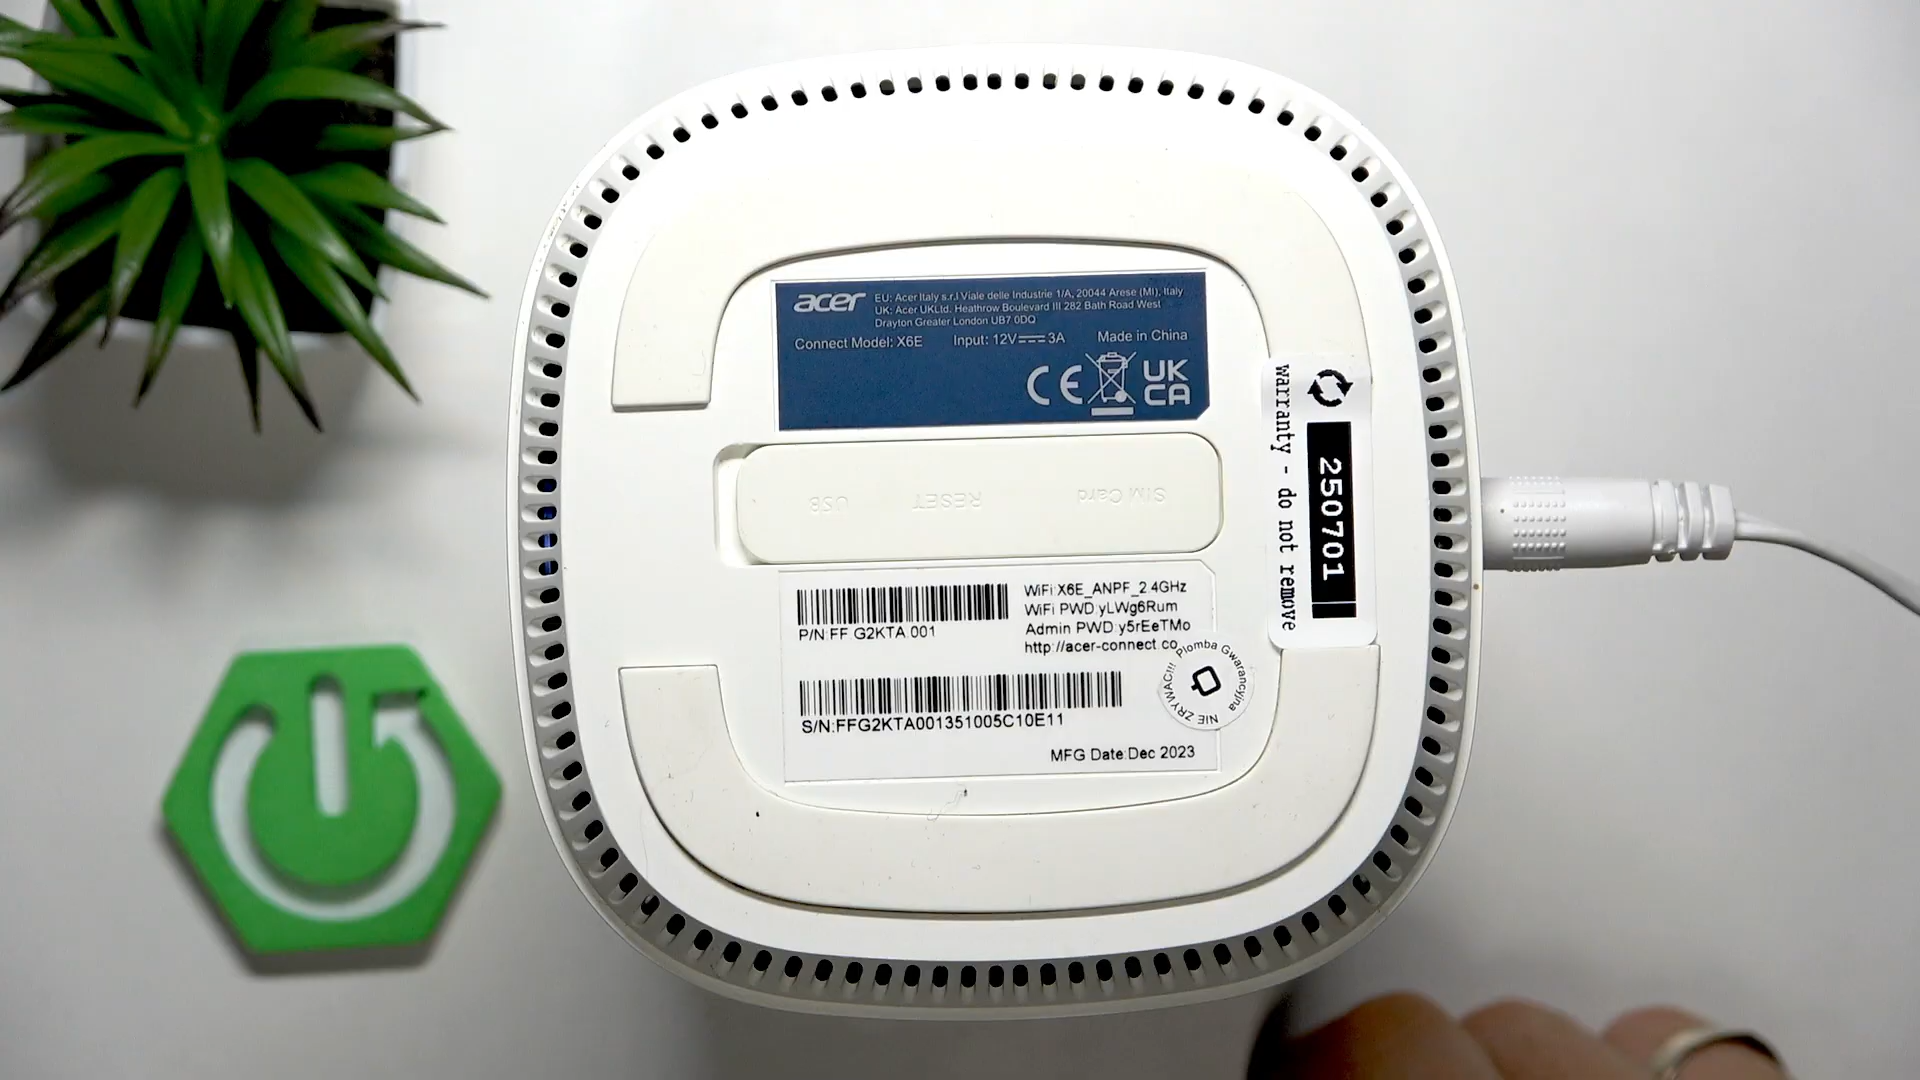 acer
EU: Acer Italy s.r.l Viale delle Industrie 1/A, 20044 Arese (MI), Italy
UK: Acer UKLtd. Heathrow Boulevard III 282 Bath Road West
Drayton Greater London UB7 0DQ
Connect Model: X6E Input: 12V 3A Made in China
CE UK
CA
USB RESET SIM Card
WiFi:X6E_ANPF_2.4GHz
WiFi PWD:yLWg6Rum
Admin PWD:y5rEeTMo
http://acer-connect.co
P/N:FF.G2KTA.001
S/N:FFG2KTA001351005C10E11
MFG Date:Dec 2023
Plomba Gwarancyjna
NIE ZRYWAĆ!!!
250701
warranty - do not remove